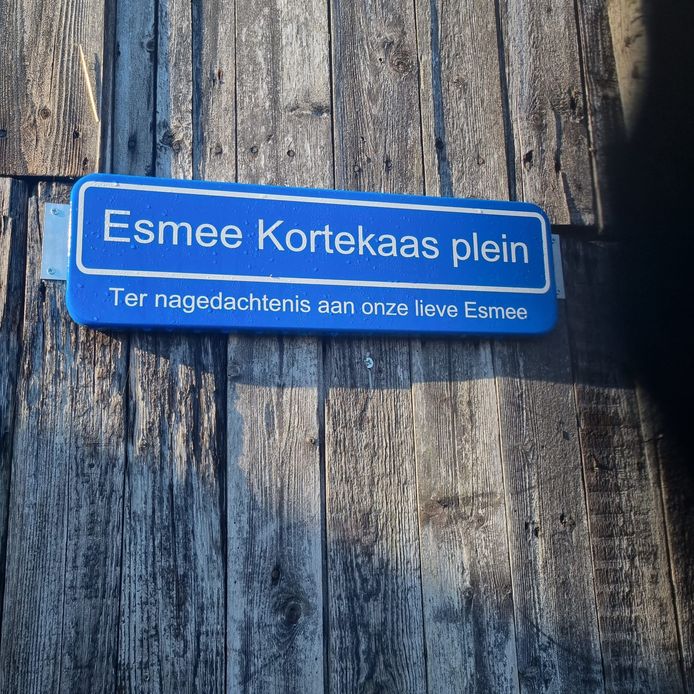 Esmee Kortekaas plein
Ter nagedachtenis aan onze lieve Esmee